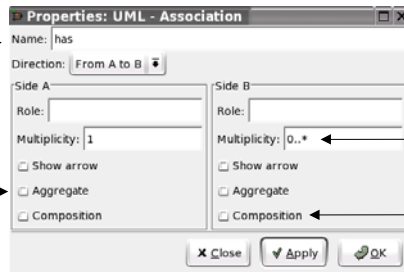 Properties: UML - Association
Name: has
Direction: From A to B
Side A
Side B
Role:
Role:
Multiplicity: 1
Multiplicity: 0..*
Show arrow
Show arrow
Aggregate
Aggregate
Composition
Composition
Close
Apply
OK